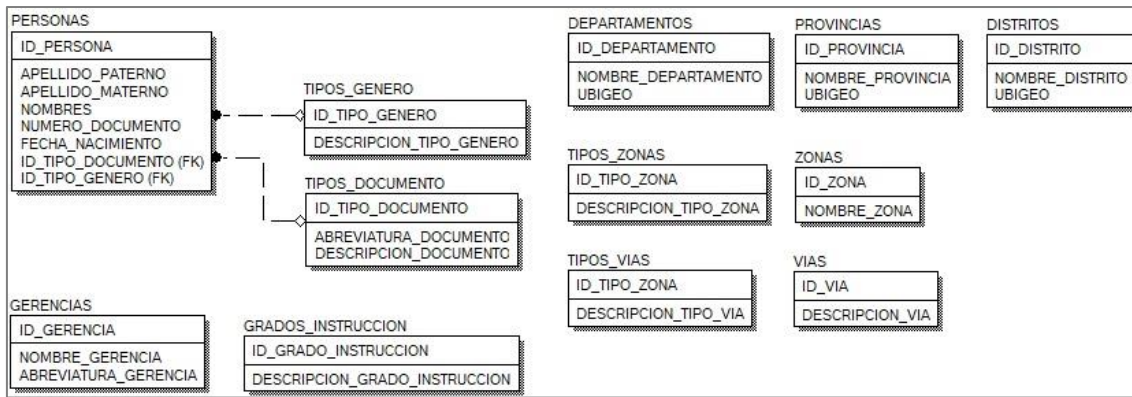 PERSONAS
ID_PERSONA
APELLIDO_PATERNO
APELLIDO_MATERNO
NOMBRES
NUMERO_DOCUMENTO
FECHA_NACIMIENTO
ID_TIPO_DOCUMENTO (FK)
ID_TIPO_GENERO (FK)
TIPOS_GENERO
ID_TIPO_GENERO
DESCRIPCION_TIPO_GENERO
TIPOS_DOCUMENTO
ID_TIPO_DOCUMENTO
ABREVIATURA_DOCUMENTO
DESCRIPCION_DOCUMENTO
GERENCIAS
ID_GERENCIA
NOMBRE_GERENCIA
ABREVIATURA_GERENCIA
GRADOS_INSTRUCCION
ID_GRADO_INSTRUCCION
DESCRIPCION_GRADO_INSTRUCCION
DEPARTAMENTOS
ID_DEPARTAMENTO
NOMBRE_DEPARTAMENTO
UBIGEO
PROVINCIAS
ID_PROVINCIA
NOMBRE_PROVINCIA
UBIGEO
DISTRITOS
ID_DISTRITO
NOMBRE_DISTRITO
UBIGEO
TIPOS_ZONAS
ID_TIPO_ZONA
DESCRIPCION_TIPO_ZONA
ZONAS
ID_ZONA
NOMBRE_ZONA
TIPOS_VIAS
ID_TIPO_ZONA
DESCRIPCION_TIPO_VIA
VIAS
ID_VIA
DESCRIPCION_VIA